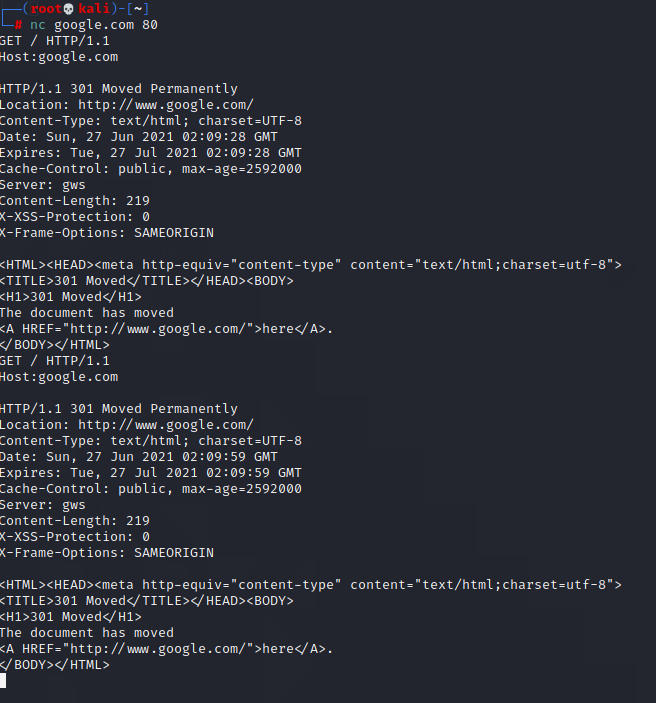 ┌──(root💀kali)-[~]
└─# nc google.com 80
GET / HTTP/1.1
Host:google.com

HTTP/1.1 301 Moved Permanently
Location: http://www.google.com/
Content-Type: text/html; charset=UTF-8
Date: Sun, 27 Jun 2021 02:09:28 GMT
Expires: Tue, 27 Jul 2021 02:09:28 GMT
Cache-Control: public, max-age=2592000
Server: gws
Content-Length: 219
X-XSS-Protection: 0
X-Frame-Options: SAMEORIGIN

<HTML><HEAD><meta http-equiv="content-type" content="text/html;charset=utf-8">
<TITLE>301 Moved</TITLE></HEAD><BODY>
<H1>301 Moved</H1>
The document has moved
<A HREF="http://www.google.com/">here</A>.
</BODY></HTML>
GET / HTTP/1.1
Host:google.com

HTTP/1.1 301 Moved Permanently
Location: http://www.google.com/
Content-Type: text/html; charset=UTF-8
Date: Sun, 27 Jun 2021 02:09:59 GMT
Expires: Tue, 27 Jul 2021 02:09:59 GMT
Cache-Control: public, max-age=2592000
Server: gws
Content-Length: 219
X-XSS-Protection: 0
X-Frame-Options: SAMEORIGIN

<HTML><HEAD><meta http-equiv="content-type" content="text/html;charset=utf-8">
<TITLE>301 Moved</TITLE></HEAD><BODY>
<H1>301 Moved</H1>
The document has moved
<A HREF="http://www.google.com/">here</A>.
</BODY></HTML>